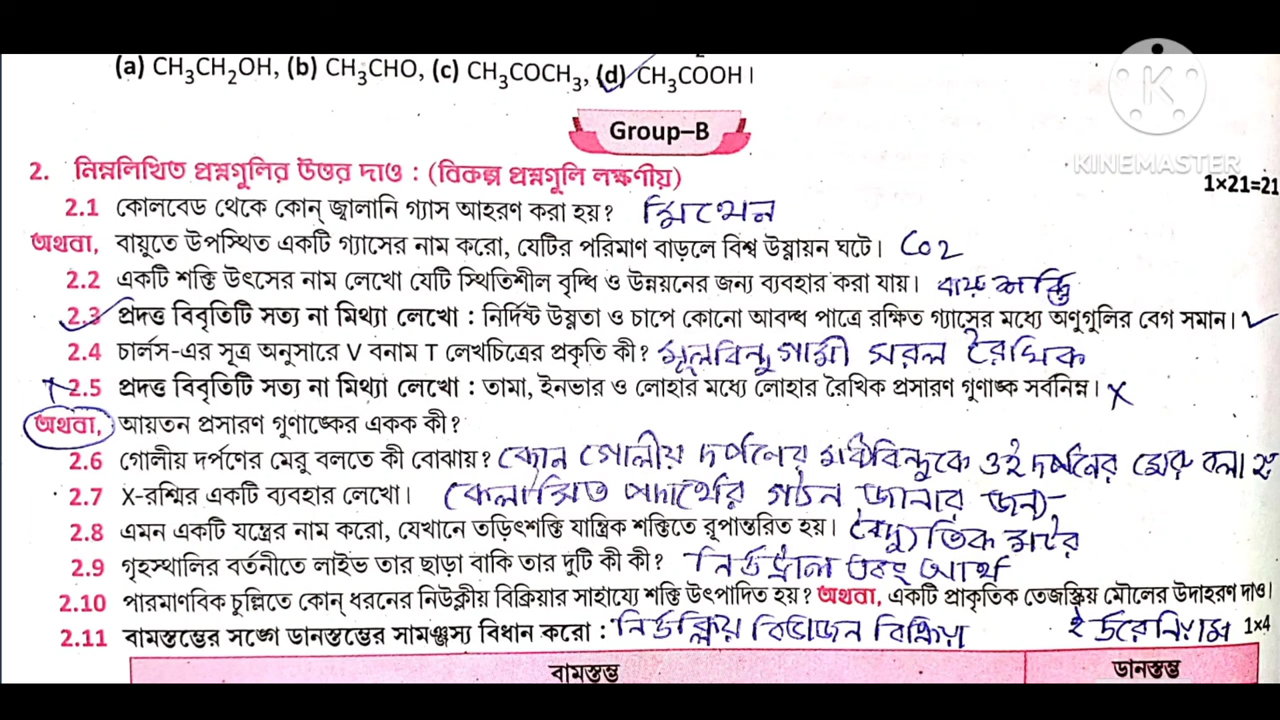 (a) CH₃CH₂OH, (b) CH₃CHO, (c) CH₃COCH₃, (d) CH₃COOH।
Group–B
KINEMASTER
2. নিম্নলিখিত প্রশ্নগুলির উত্তর দাও : (বিকল্প প্রশ্নগুলি লক্ষণীয়) 1×21=21
2.1 কোলবেড থেকে কোন্ জ্বালানি গ্যাস আহরণ করা হয়? মিথেন
অথবা, বায়ুতে উপস্থিত একটি গ্যাসের নাম করো, যেটির পরিমাণ বাড়লে বিশ্ব উষ্ণায়ন ঘটে। CO2
2.2 একটি শক্তি উৎসের নাম লেখো যেটি স্থিতিশীল বৃদ্ধি ও উন্নয়নের জন্য ব্যবহার করা যায়। বায়ু শক্তি
2.3 প্রদত্ত বিবৃতিটি সত্য না মিথ্যা লেখো : নির্দিষ্ট উষ্ণতা ও চাপে কোনো আবদ্ধ পাত্রে রক্ষিত গ্যাসের মধ্যে অণুগুলির বেগ সমান।
2.4 চার্লস-এর সূত্র অনুসারে V বনাম T লেখচিত্রের প্রকৃতি কী? মূলবিন্দুগামী সরল রৈখিক
2.5 প্রদত্ত বিবৃতিটি সত্য না মিথ্যা লেখো : তামা, ইনভার ও লোহার মধ্যে লোহার রৈখিক প্রসারণ গুণাঙ্ক সর্বনিম্ন। X
অথবা, আয়তন প্রসারণ গুণাঙ্কের একক কী?
2.6 গোলীয় দর্পণের মেরু বলতে কী বোঝায়? কোন গোলীয় দর্পনের মধ্যবিন্দুকে ওই দর্পনের মেরু বলা হয়
2.7 X-রশ্মির একটি ব্যবহার লেখো। কেলাসিত পদার্থের গঠন জানার জন্য
2.8 এমন একটি যন্ত্রের নাম করো, যেখানে তড়িৎশক্তি যান্ত্রিক শক্তিতে রূপান্তরিত হয়। বৈদ্যুতিক মটর
2.9 গৃহস্থালির বর্তনীতে লাইভ তার ছাড়া বাকি তার দুটি কী কী? নিউট্রাল এবং আর্থ
2.10 পারমাণবিক চুল্লিতে কোন্ ধরনের নিউক্লীয় বিক্রিয়ার সাহায্যে শক্তি উৎপাদিত হয়? অথবা, একটি প্রাকৃতিক তেজস্ক্রিয় মৌলের উদাহরণ দাও।
2.11 বামস্তম্ভের সঙ্গে ডানস্তম্ভের সামঞ্জস্য বিধান করো : নিউক্লিয় বিভাজন বিক্রিয়া ইউরেনিয়াম 1×4
বামস্তম্ভ ডানস্তম্ভ